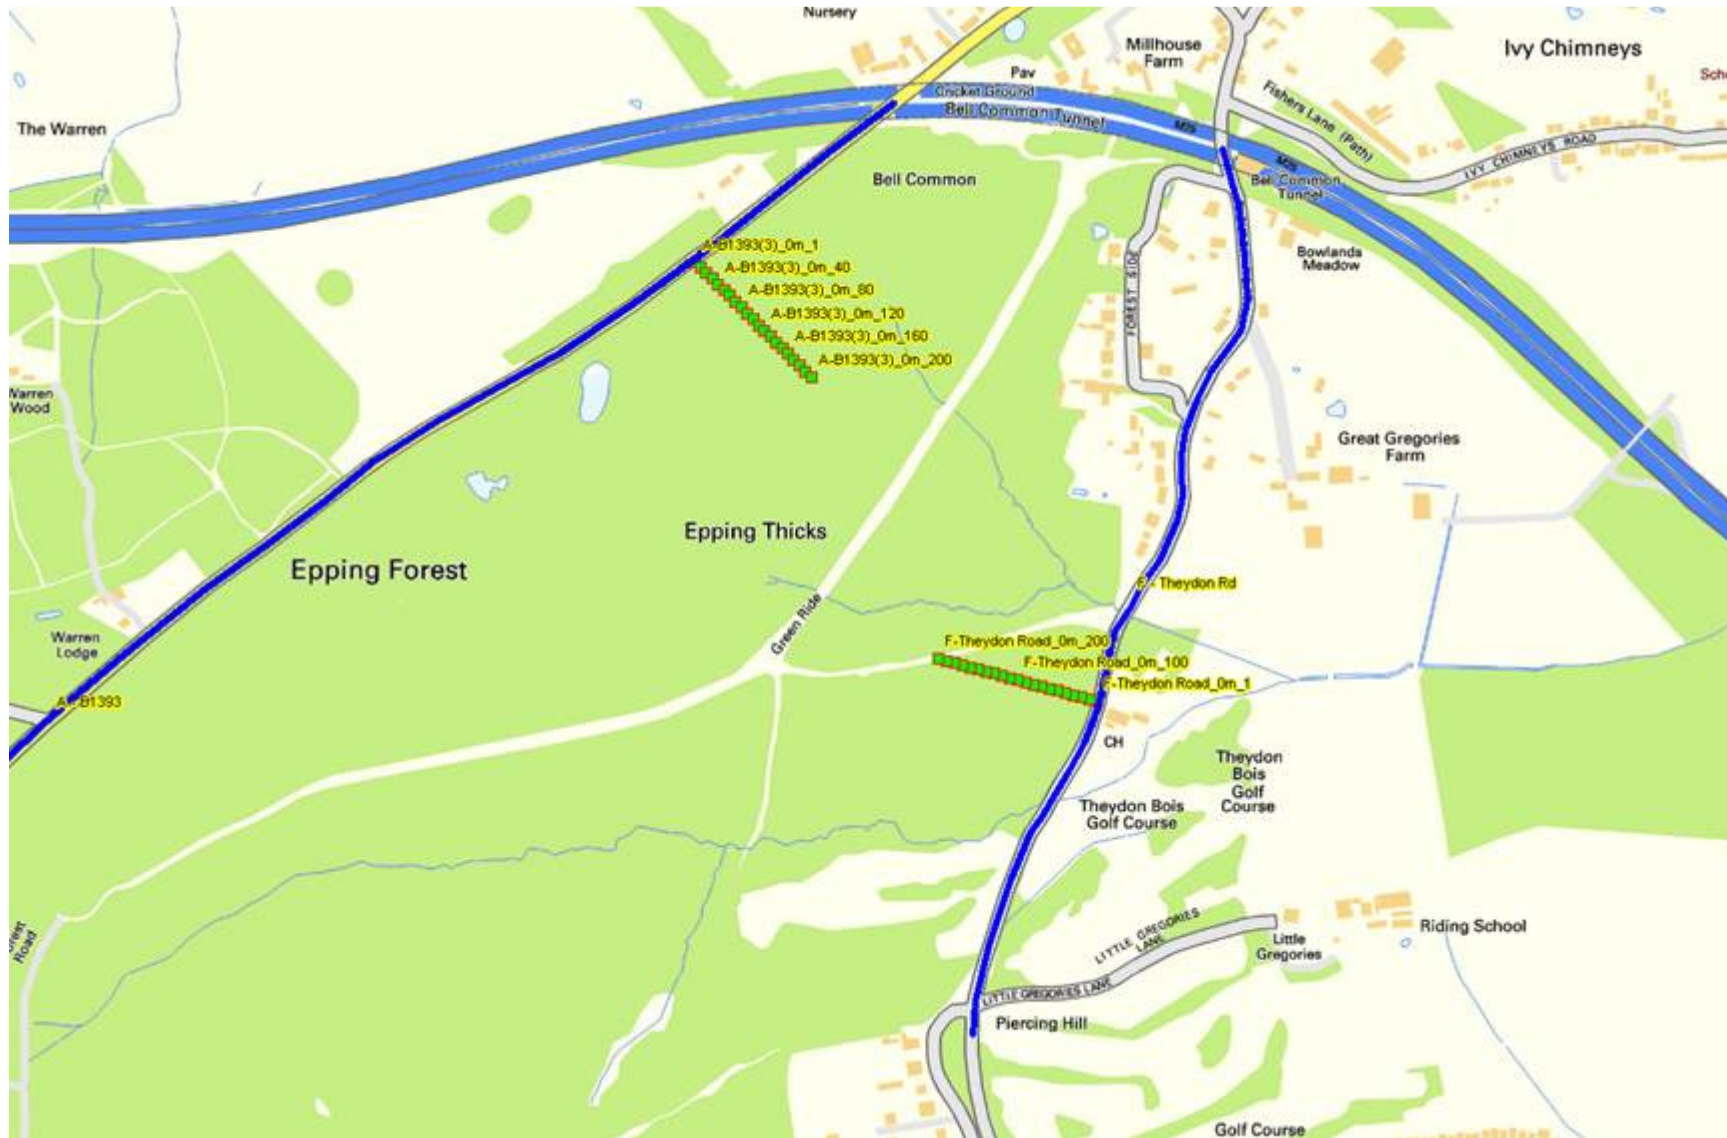 Nursery
Millhouse
Farm
Ivy Chimneys
Pav
Cricket Ground
Bell Common Tunnel
Fishers Lane (Path)
The Warren
M25
IVY CHIMNEYS ROAD
M25
Bell Common
Bell Common
Tunnel
A-B1393(3)_0m_1
A-B1393(3)_0m_40
A-B1393(3)_0m_80
A-B1393(3)_0m_120
A-B1393(3)_0m_160
A-B1393(3)_0m_200
Bowlands
Meadow
FOREST SIDE
Warren
Wood
Great Gregories
Farm
Epping Thicks
Epping Forest
Theydon Rd
Green Ride
Warren
Lodge
F-Theydon Road_0m_200
F-Theydon Road_0m_100
F-Theydon Road_0m_1
B1393
CH
Theydon
Bois
Golf
Course
Theydon Bois
Golf Course
Road
LITTLE GREGORIES
LANE
Riding School
Little
Gregories
LITTLE GREGORIES LANE
Piercing Hill
Golf Course